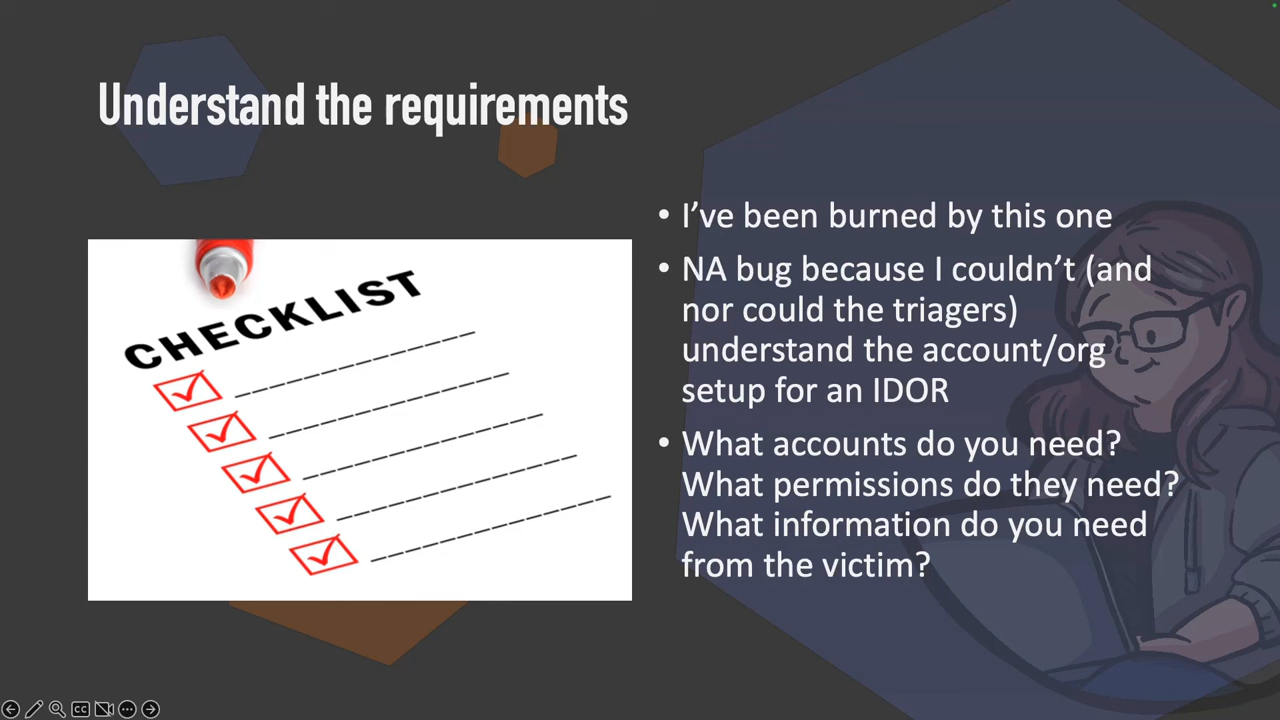 Understand the requirements
CHECKLIST
• I’ve been burned by this one
• NA bug because I couldn’t (and
nor could the triagers)
understand the account/org
setup for an IDOR
• What accounts do you need?
What permissions do they need?
What information do you need
from the victim?
CC